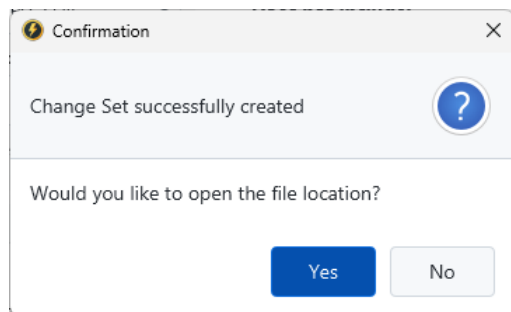 Confirmation
Change Set successfully created
Would you like to open the file location?
Yes
No